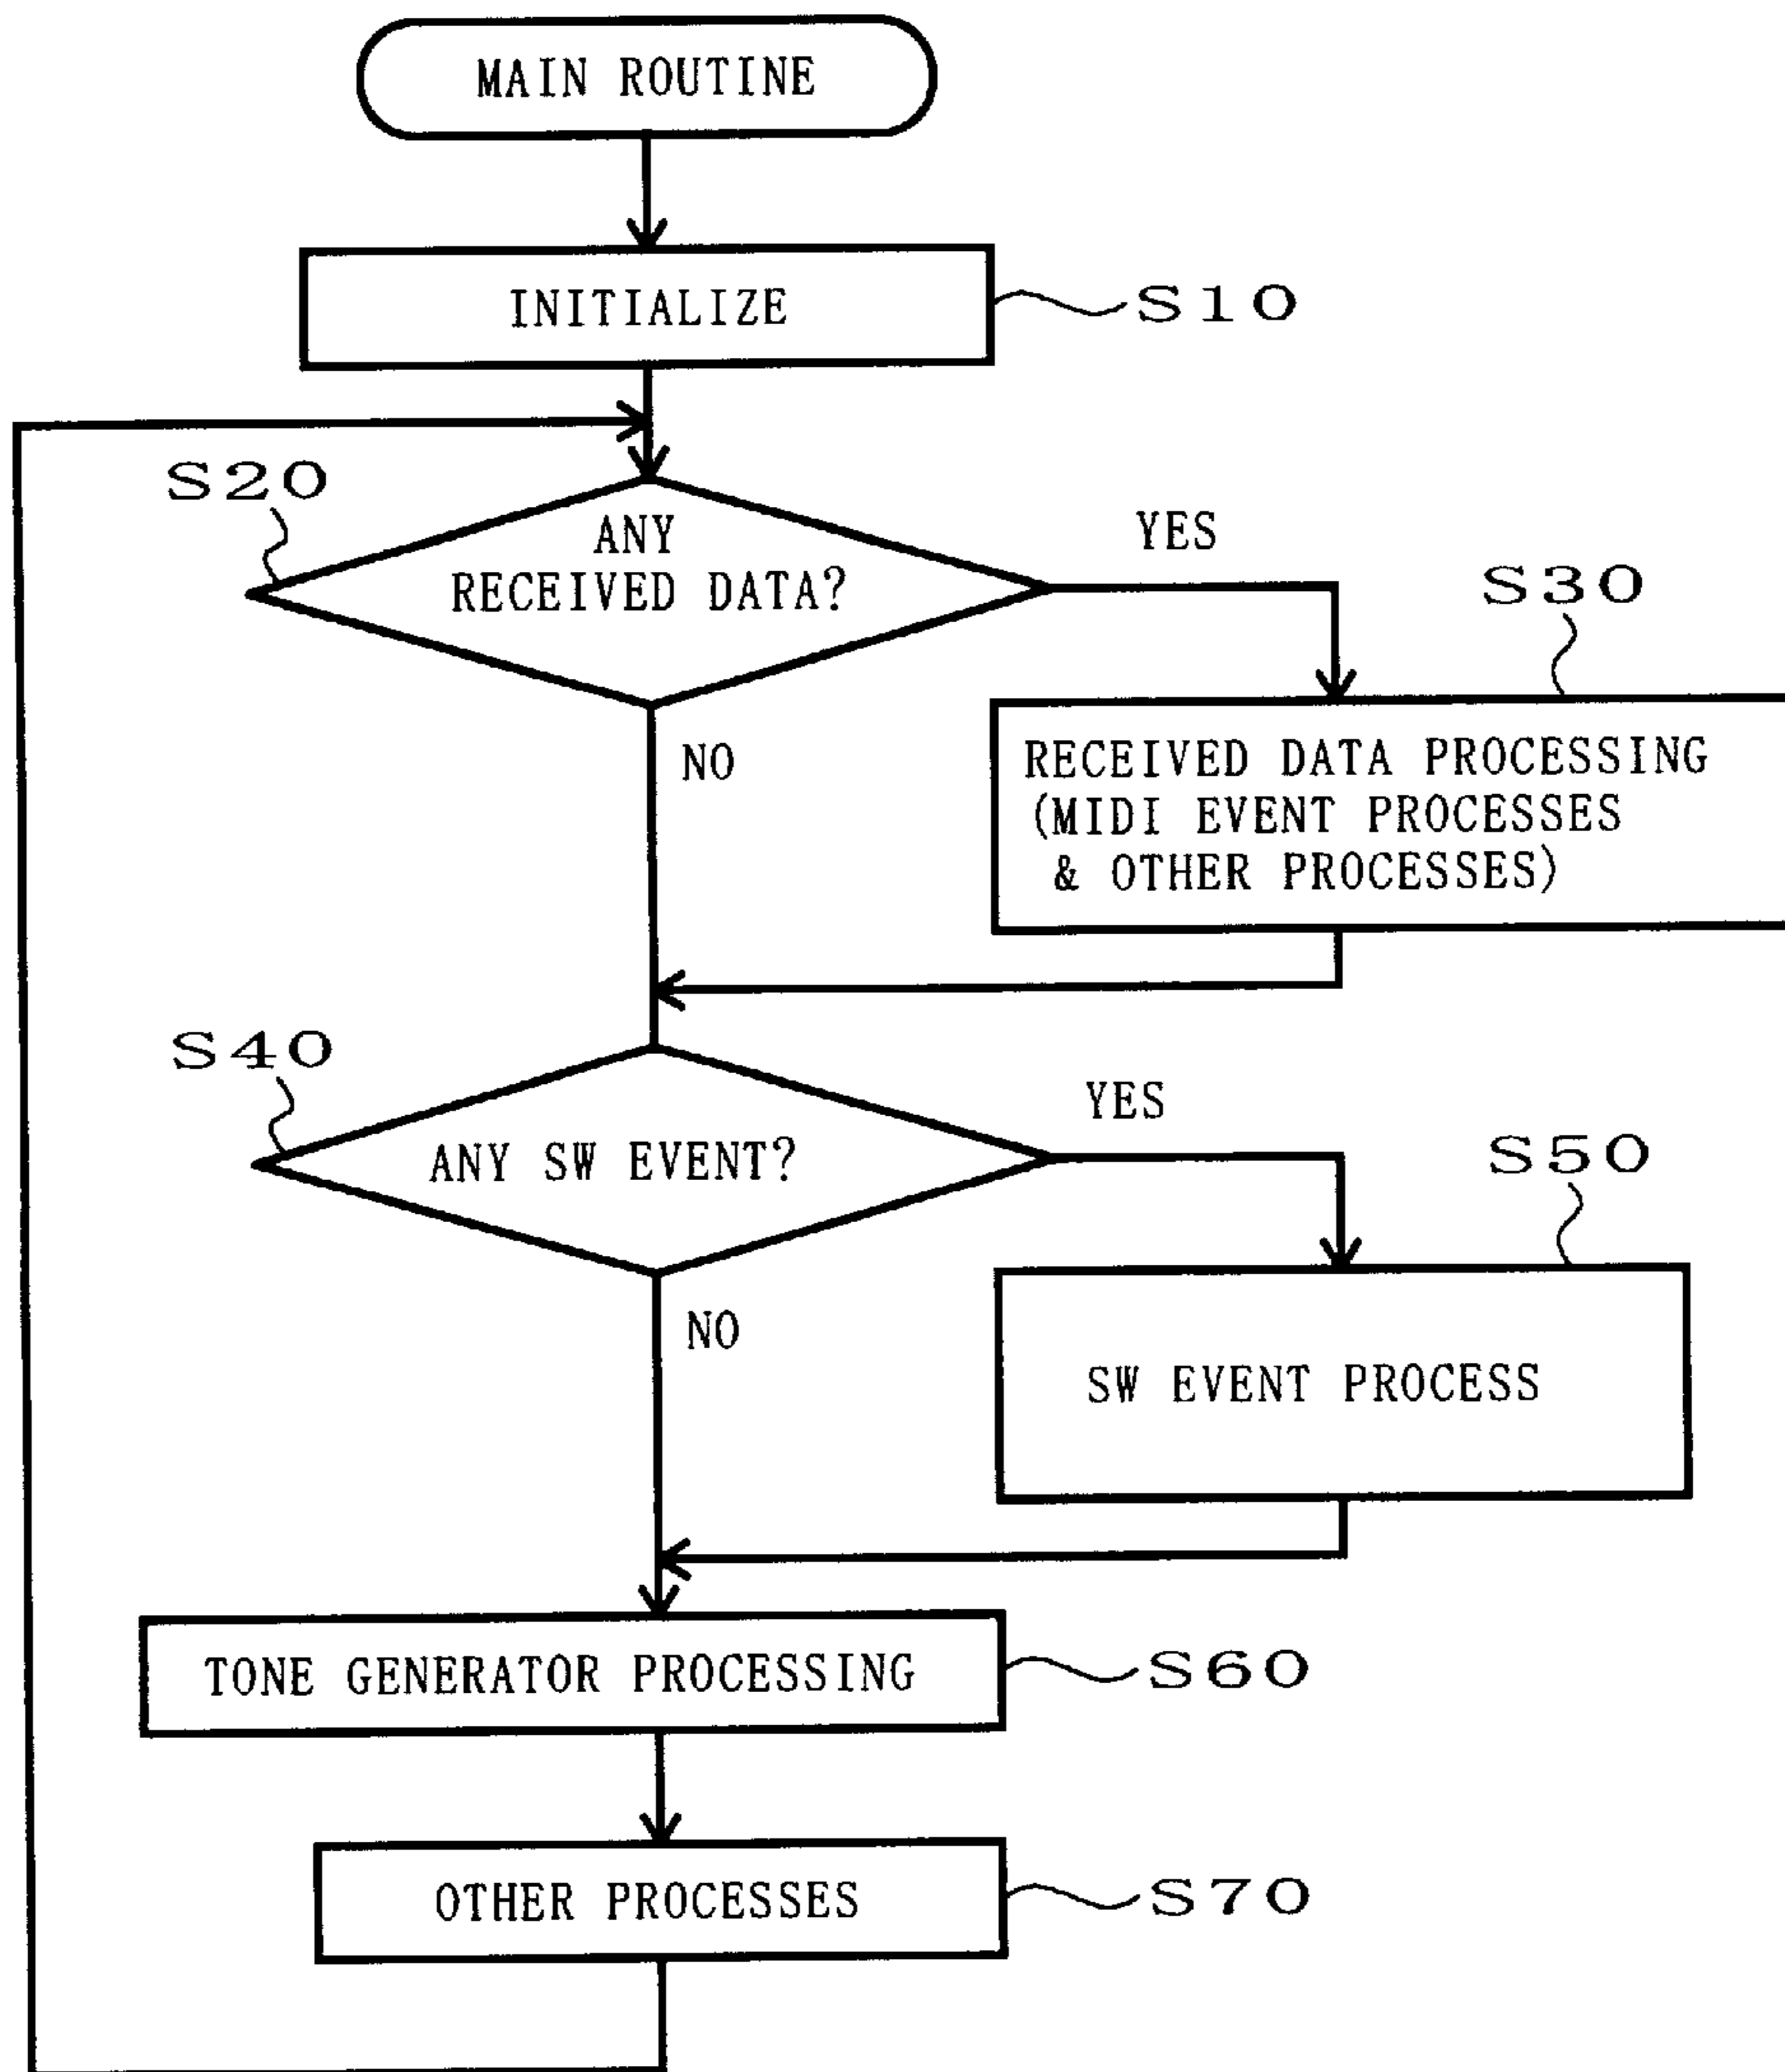 MAIN ROUTINE
INITIALIZE
S10
S20
ANY
RECEIVED DATA?
YES
S30
NO
RECEIVED DATA PROCESSING
(MIDI EVENT PROCESSES
& OTHER PROCESSES)
S40
ANY SW EVENT?
YES
S50
NO
SW EVENT PROCESS
TONE GENERATOR PROCESSING
S60
OTHER PROCESSES
S70